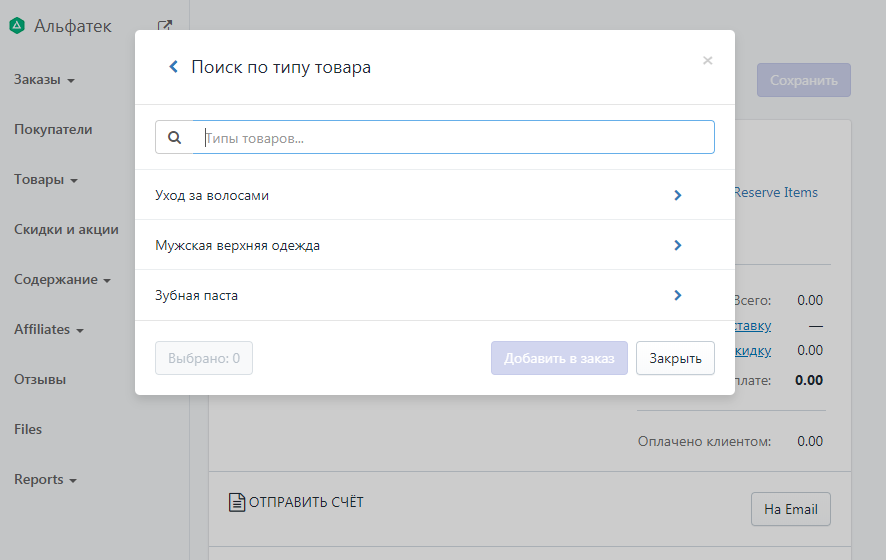 Альфатек
Заказы
Покупатели
Товары
Скидки и акции
Содержание
Affiliates
Отзывы
Files
Reports
Поиск по типу товара
×
Сохранить
Типы товаров...
Уход за волосами
Мужская верхняя одежда
Зубная паста
Выбрано: 0
Добавить в заказ
Закрыть
Reserve Items
Всего: 0.00
ставку —
кидку 0.00
плате: 0.00
Оплачено клиентом: 0.00
ОТПРАВИТЬ СЧЁТ
На Email